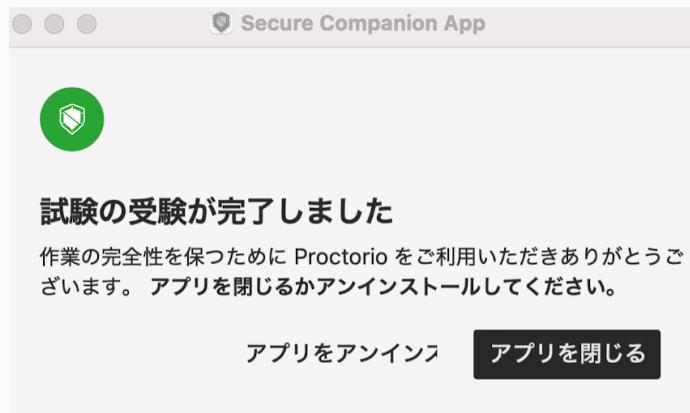 Secure Companion App
試験の受験が完了しました
作業の完全性を保つために Proctorio をご利用いただきありがとうご
ざいます。 アプリを閉じるかアンインストールしてください。
アプリをアンインス
アプリを閉じる